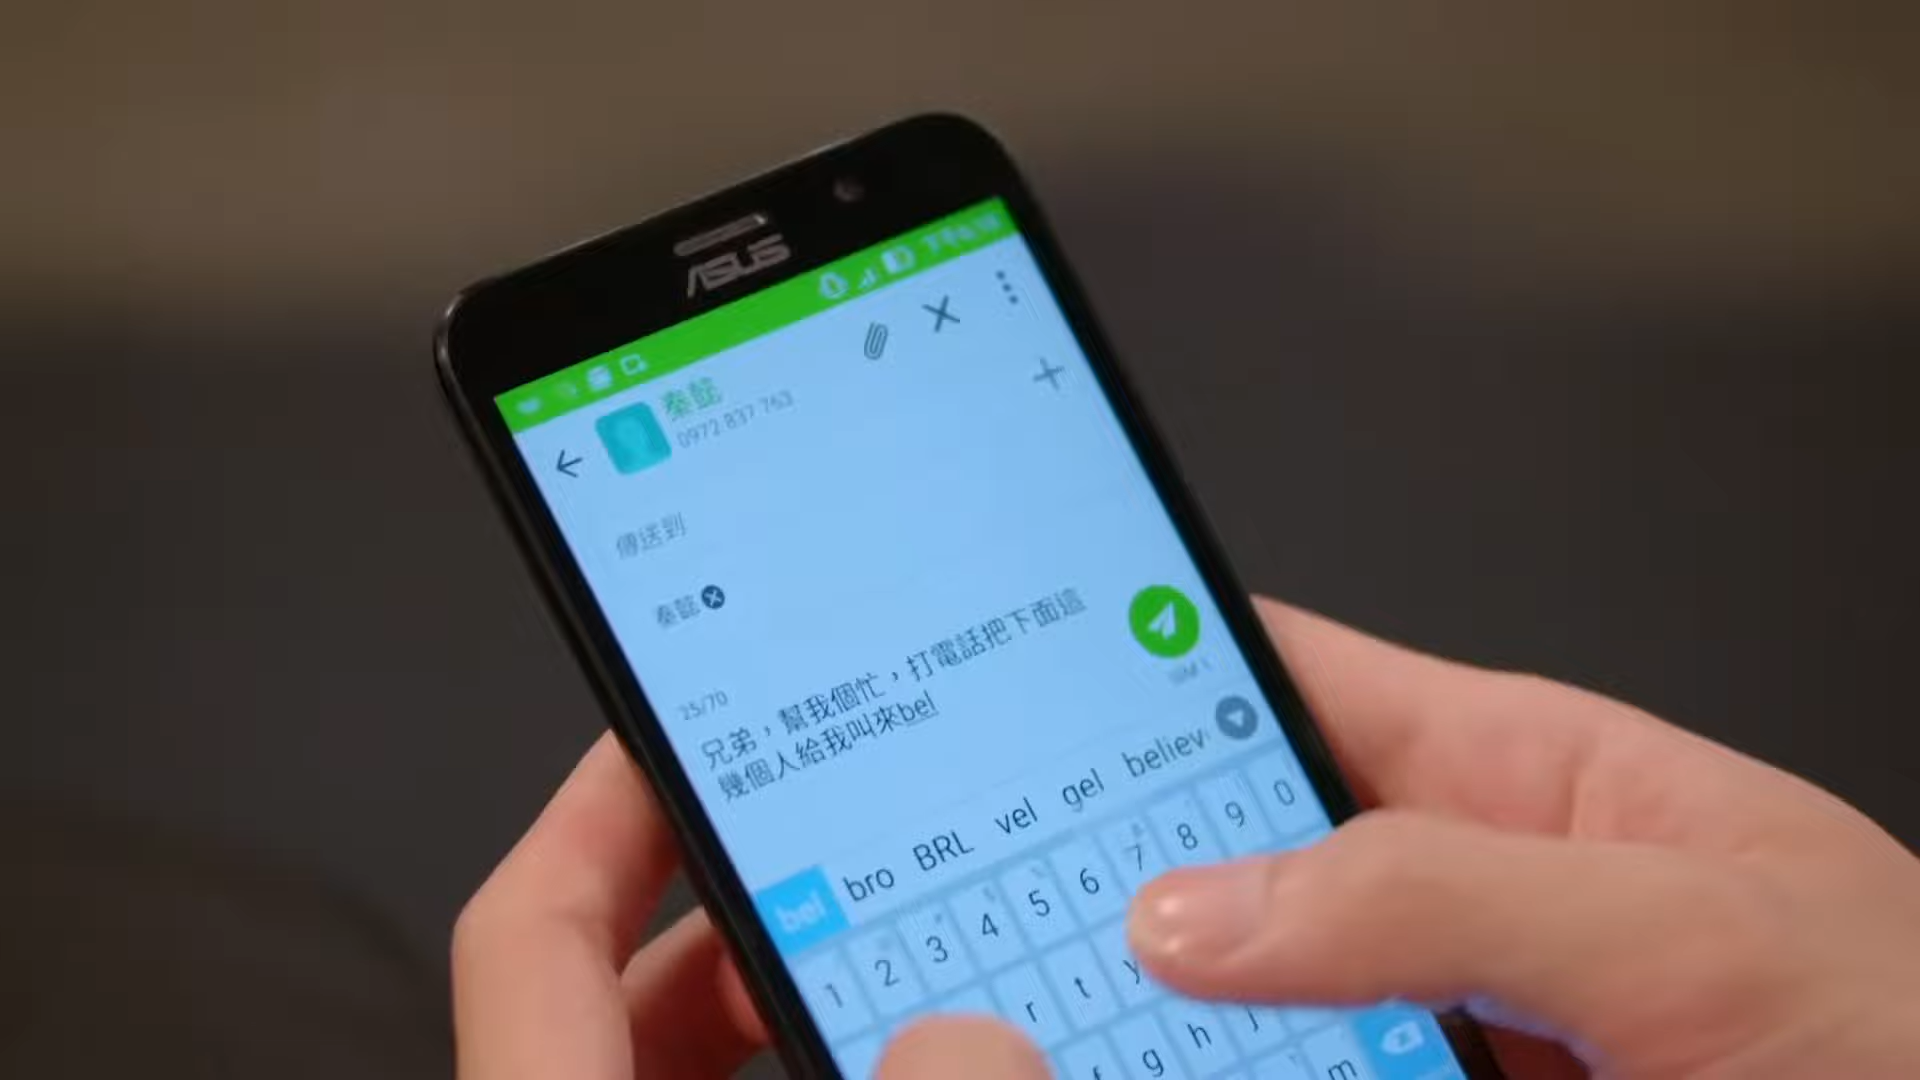 ASUS
秦懿
0972 837 763
傳送到
秦懿
25/70
兄弟，幫我個忙，打電話把下面這
幾個人給我叫來bel
bel bro BRL vel gel believ
1 2 3 4 5 6 7 8 9 0
r t y
f g h j
m